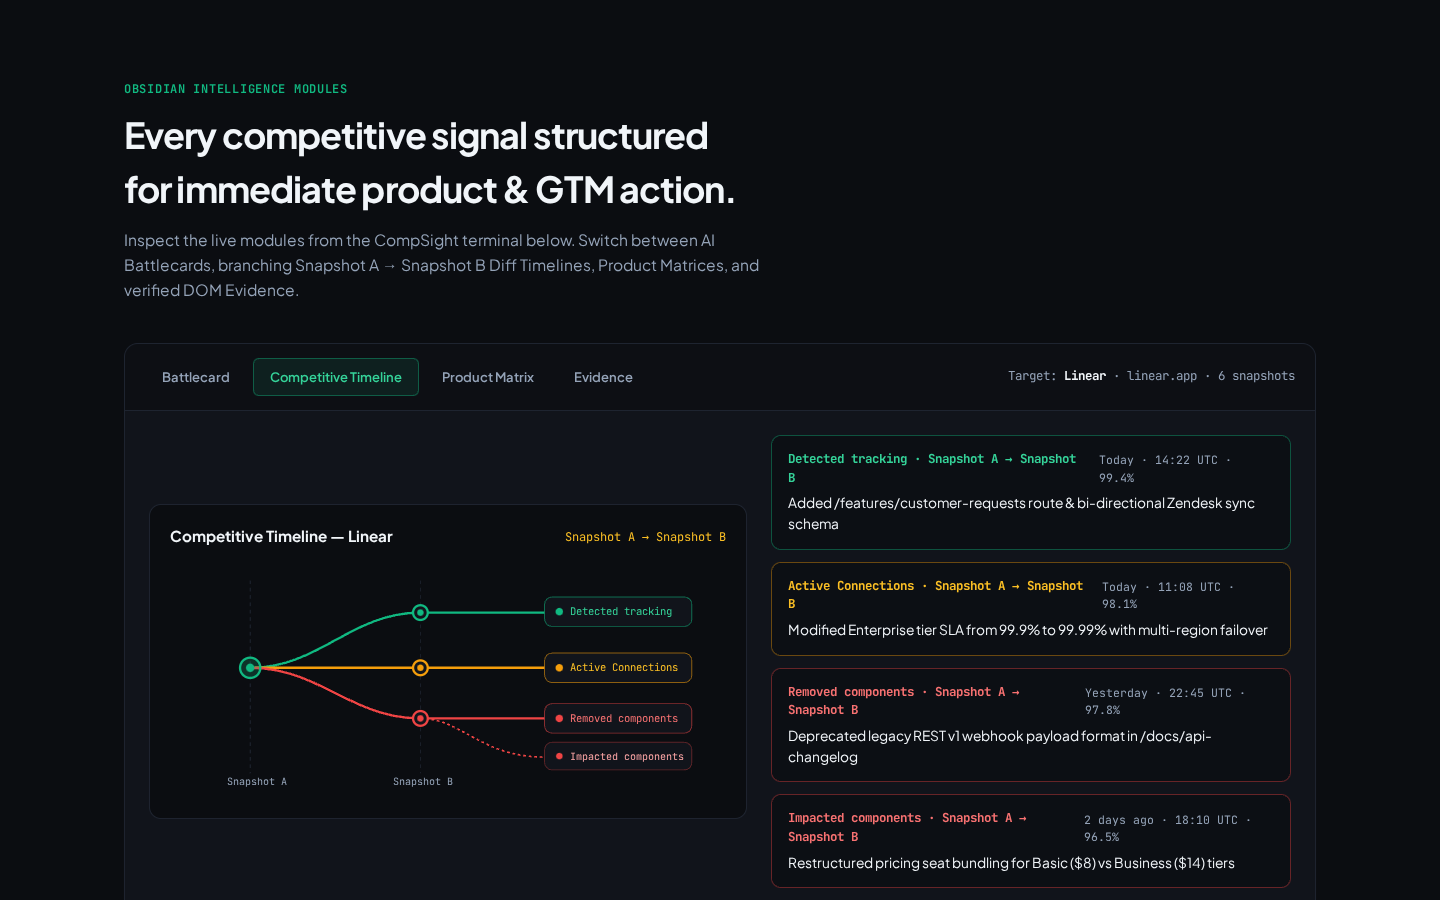 OBSIDIAN INTELLIGENCE MODULES
Every competitive signal structured
for immediate product & GTM action.
Inspect the live modules from the CompSight terminal below. Switch between AI
Battlecards, branching Snapshot A → Snapshot B Diff Timelines, Product Matrices, and
verified DOM Evidence.
Battlecard
Competitive Timeline
Product Matrix
Evidence
Target: Linear · linear.app · 6 snapshots
Competitive Timeline — Linear
Snapshot A → Snapshot B
Detected tracking
Active Connections
Removed components
Impacted components
Snapshot A
Snapshot B
Detected tracking · Snapshot A → Snapshot
B
Today · 14:22 UTC ·
99.4%
Added /features/customer-requests route & bi-directional Zendesk sync
schema
Active Connections · Snapshot A → Snapshot
B
Today · 11:08 UTC ·
98.1%
Modified Enterprise tier SLA from 99.9% to 99.99% with multi-region failover
Removed components · Snapshot A →
Snapshot B
Yesterday · 22:45 UTC ·
97.8%
Deprecated legacy REST v1 webhook payload format in /docs/api-
changelog
Impacted components · Snapshot A →
Snapshot B
2 days ago · 18:10 UTC ·
96.5%
Restructured pricing seat bundling for Basic ($8) vs Business ($14) tiers